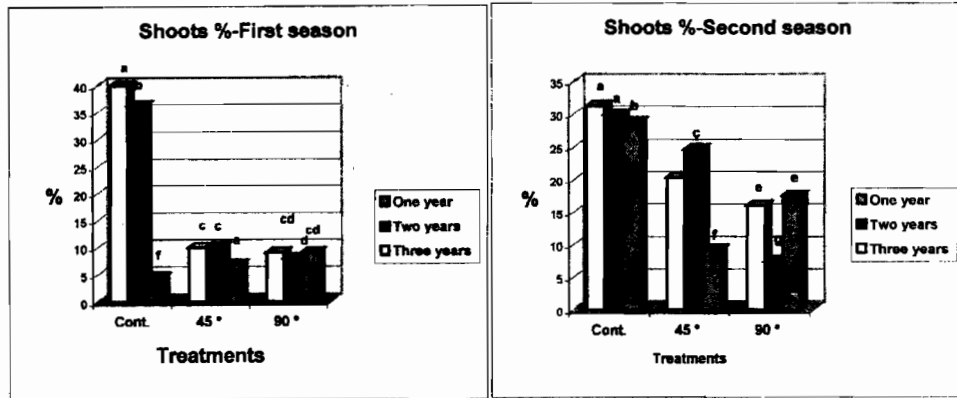 Shoots %-First season
a
b
40
35
30
25
20
15
10
5
0
%
f
c c
a
cd
d
cd
One year
Two years
Three years
Cont. 45 ° 90 °
Treatments
Shoots %-Second season
a
a
b
35
30
25
20
15
10
5
0
%
c
f
e
e
One year
Two years
Three years
Cont. 45 ° 90 °
Treatments